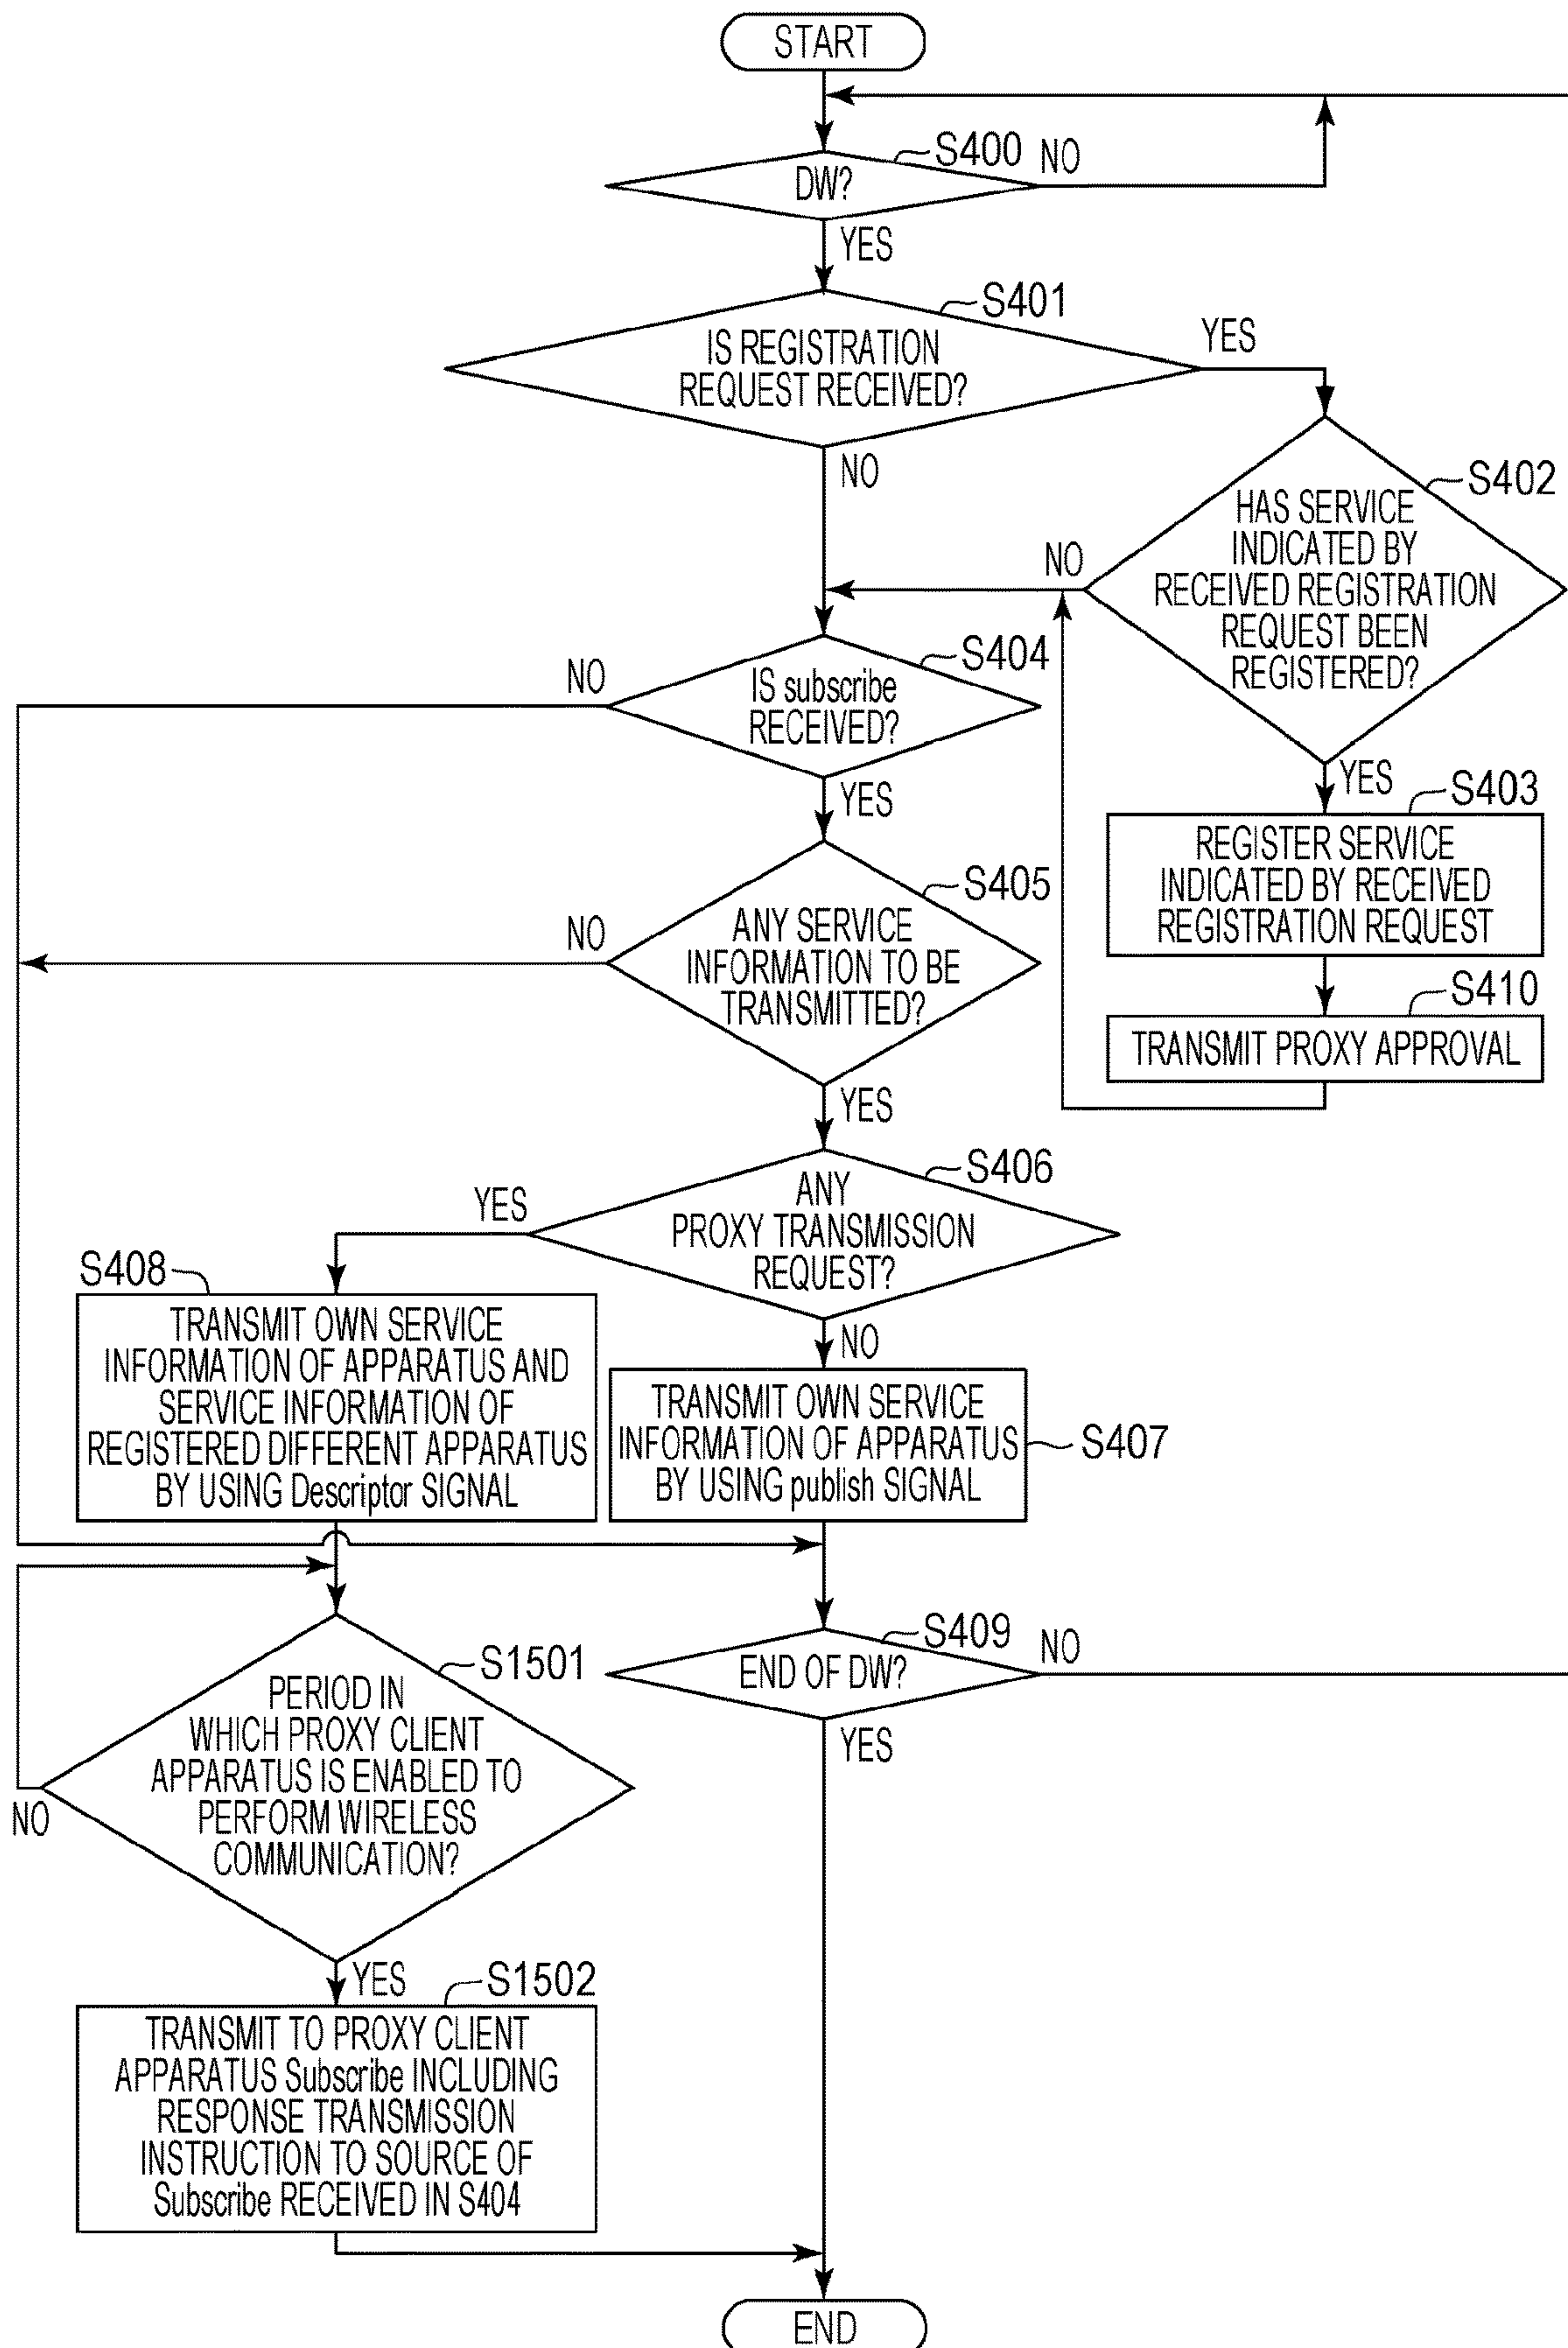 START
S400
NO
DW?
YES
S401
YES
IS REGISTRATION
REQUEST RECEIVED?
NO
S402
HAS SERVICE
INDICATED BY
RECEIVED REGISTRATION
REQUEST BEEN
REGISTERED?
NO
YES
S404
NO
IS subscribe
RECEIVED?
YES
S403
REGISTER SERVICE
INDICATED BY RECEIVED
REGISTRATION REQUEST
S405
NO
ANY SERVICE
INFORMATION TO BE
TRANSMITTED?
YES
S410
TRANSMIT PROXY APPROVAL
S406
YES
ANY
PROXY TRANSMISSION
REQUEST?
NO
S408
TRANSMIT OWN SERVICE
INFORMATION OF APPARATUS AND
SERVICE INFORMATION OF
REGISTERED DIFFERENT APPARATUS
BY USING Descriptor SIGNAL
TRANSMIT OWN SERVICE
INFORMATION OF APPARATUS
BY USING publish SIGNAL
S407
S409
NO
END OF DW?
YES
S1501
PERIOD IN
WHICH PROXY CLIENT
APPARATUS IS ENABLED TO
PERFORM WIRELESS
COMMUNICATION?
NO
YES
S1502
TRANSMIT TO PROXY CLIENT
APPARATUS Subscribe INCLUDING
RESPONSE TRANSMISSION
INSTRUCTION TO SOURCE OF
Subscribe RECEIVED IN S404
END